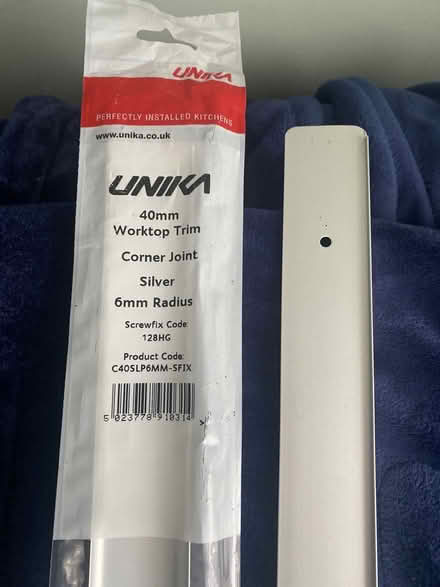 UNIKA
PERFECTLY INSTALLED KITCHENS
www.unika.co.uk
UNIKA
40mm
Worktop Trim
Corner Joint
Silver
6mm Radius
Screwfix Code:
128HG
Product Code:
C40SLP6MM-SFIX
5 023778 910314 >